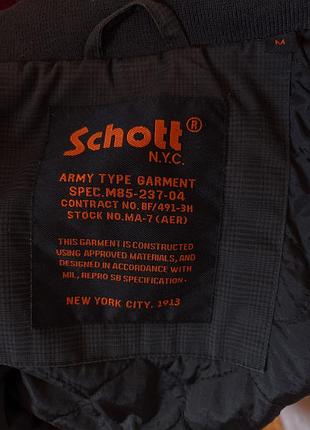 M
Schott®
N.Y.C.
ARMY TYPE GARMENT
SPEC.M85-237-04
CONTRACT NO.8F/491-3H
STOCK NO.MA-7 (AER)
THIS GARMENT IS CONSTRUCTED
USING APPROVED MATERIALS, AND
DESIGNED IN ACCORDANCE WITH
MIL, REPRO SB SPECIFICATION.
NEW YORK CITY. 1913